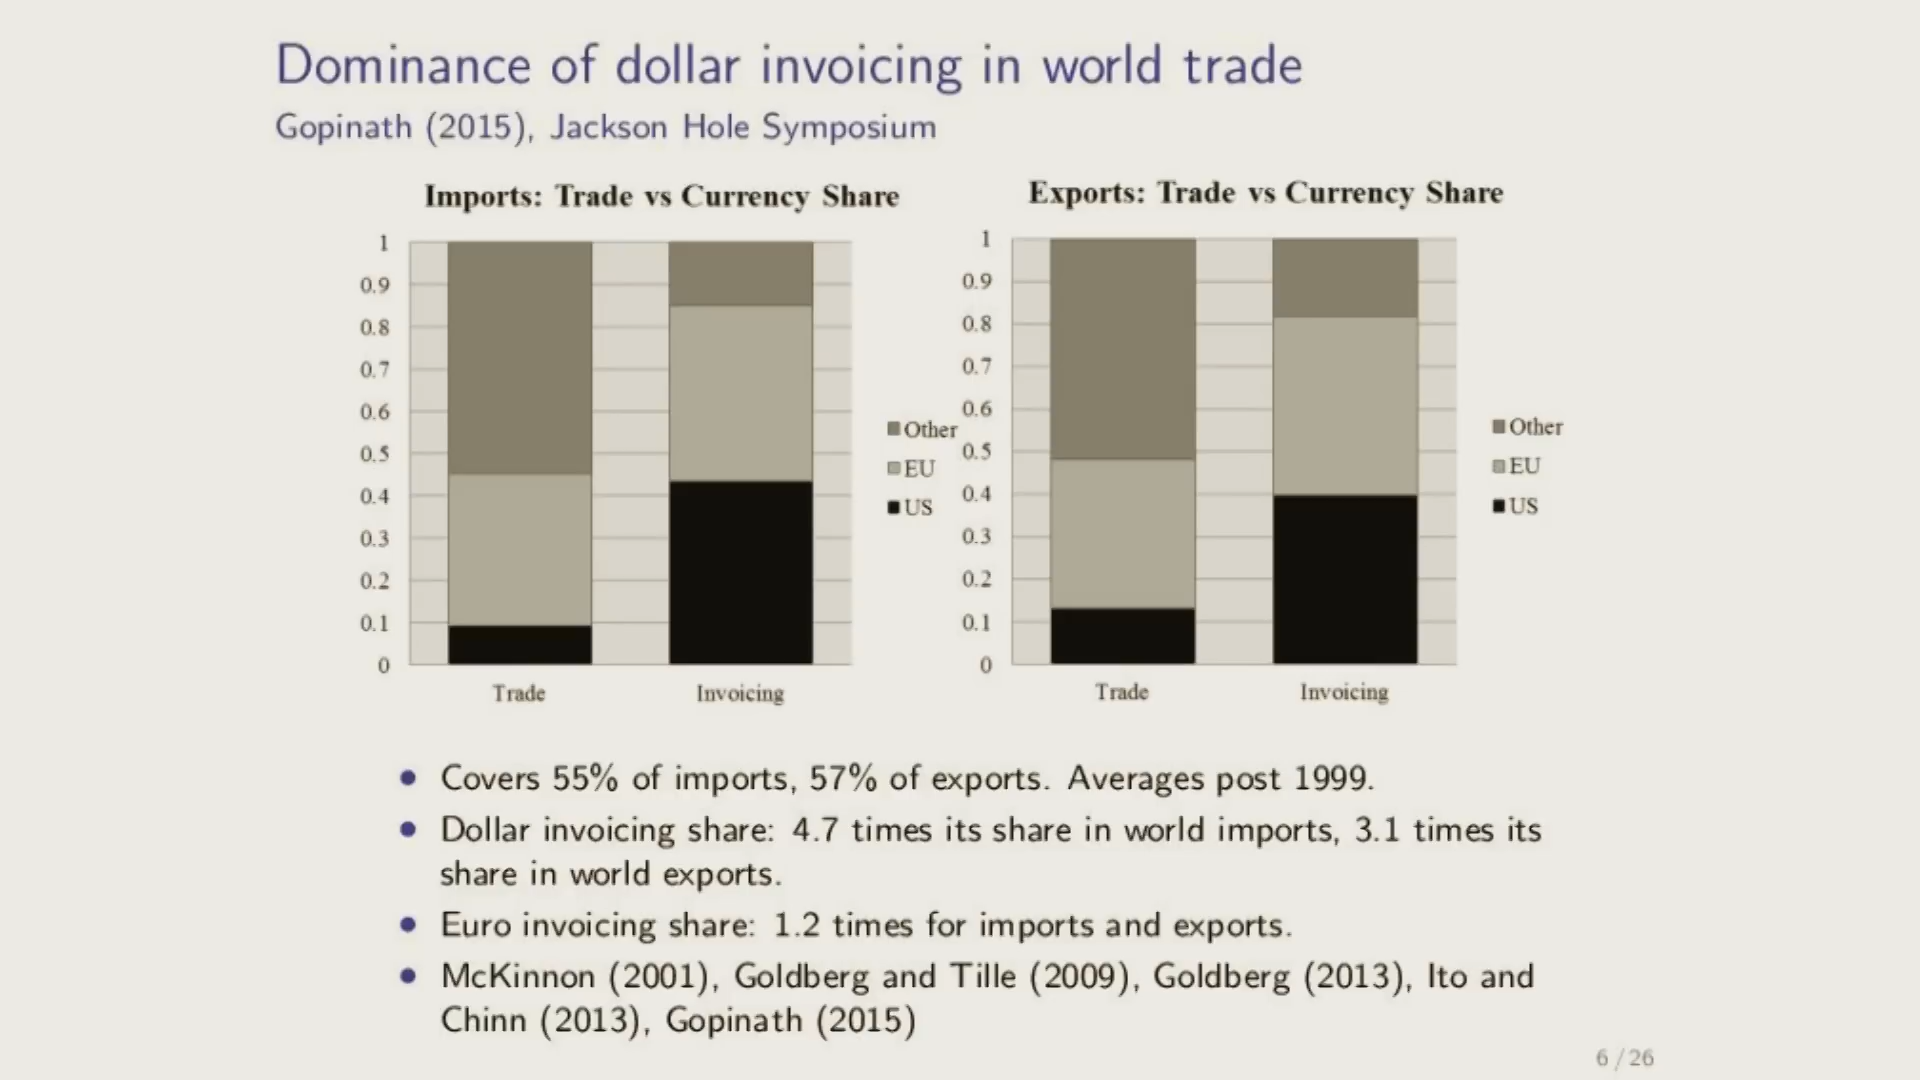 Dominance of dollar invoicing in world trade
Gopinath (2015), Jackson Hole Symposium
Imports: Trade vs Currency Share
1
0.9
0.8
0.7
0.6
0.5
0.4
0.3
0.2
0.1
0
Trade
Invoicing
Other
EU
US
Exports: Trade vs Currency Share
1
0.9
0.8
0.7
0.6
0.5
0.4
0.3
0.2
0.1
0
Trade
Invoicing
Other
EU
US
Covers 55% of imports, 57% of exports. Averages post 1999.
Dollar invoicing share: 4.7 times its share in world imports, 3.1 times its
share in world exports.
Euro invoicing share: 1.2 times for imports and exports.
McKinnon (2001), Goldberg and Tille (2009), Goldberg (2013), Ito and
Chinn (2013), Gopinath (2015)
6 / 26